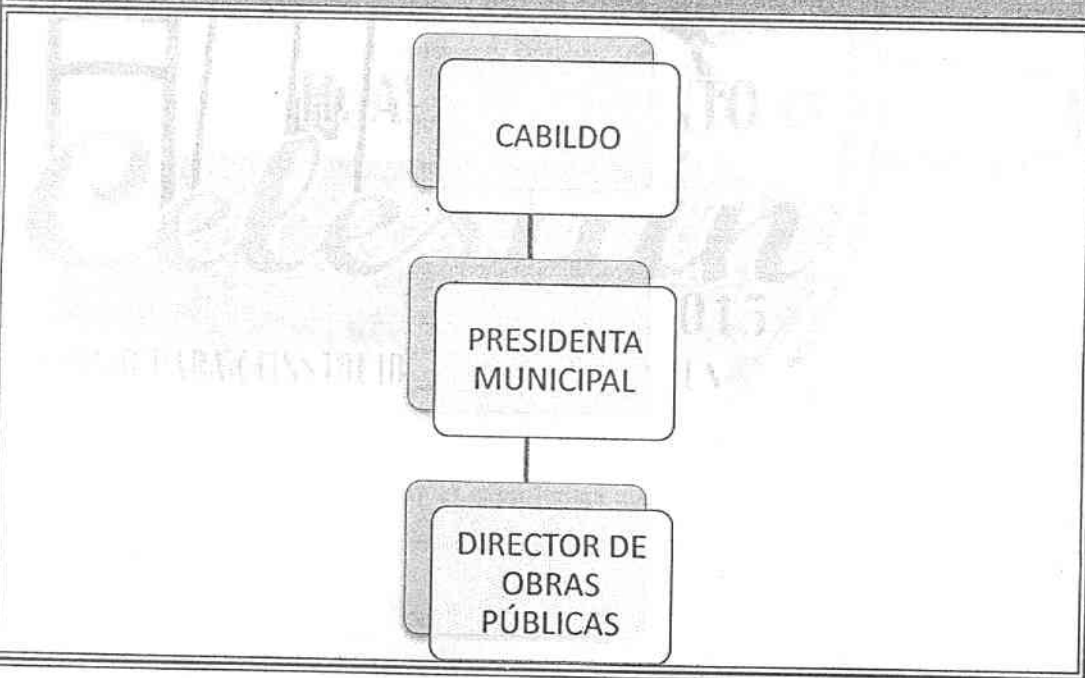 CABILDO
PRESIDENTA
MUNICIPAL
DIRECTOR DE
OBRAS
PÚBLICAS